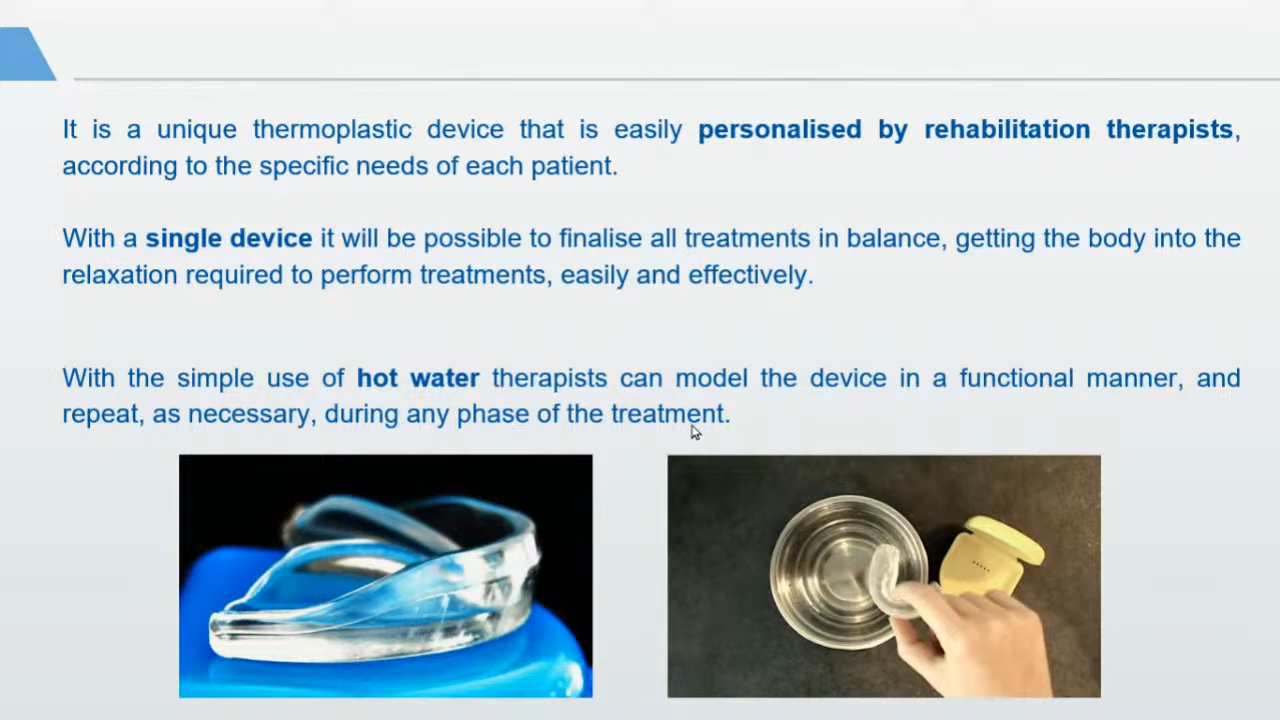 It is a unique thermoplastic device that is easily personalised by rehabilitation therapists,
according to the specific needs of each patient.
With a single device it will be possible to finalise all treatments in balance, getting the body into the
relaxation required to perform treatments, easily and effectively.
With the simple use of hot water therapists can model the device in a functional manner, and
repeat, as necessary, during any phase of the treatment.